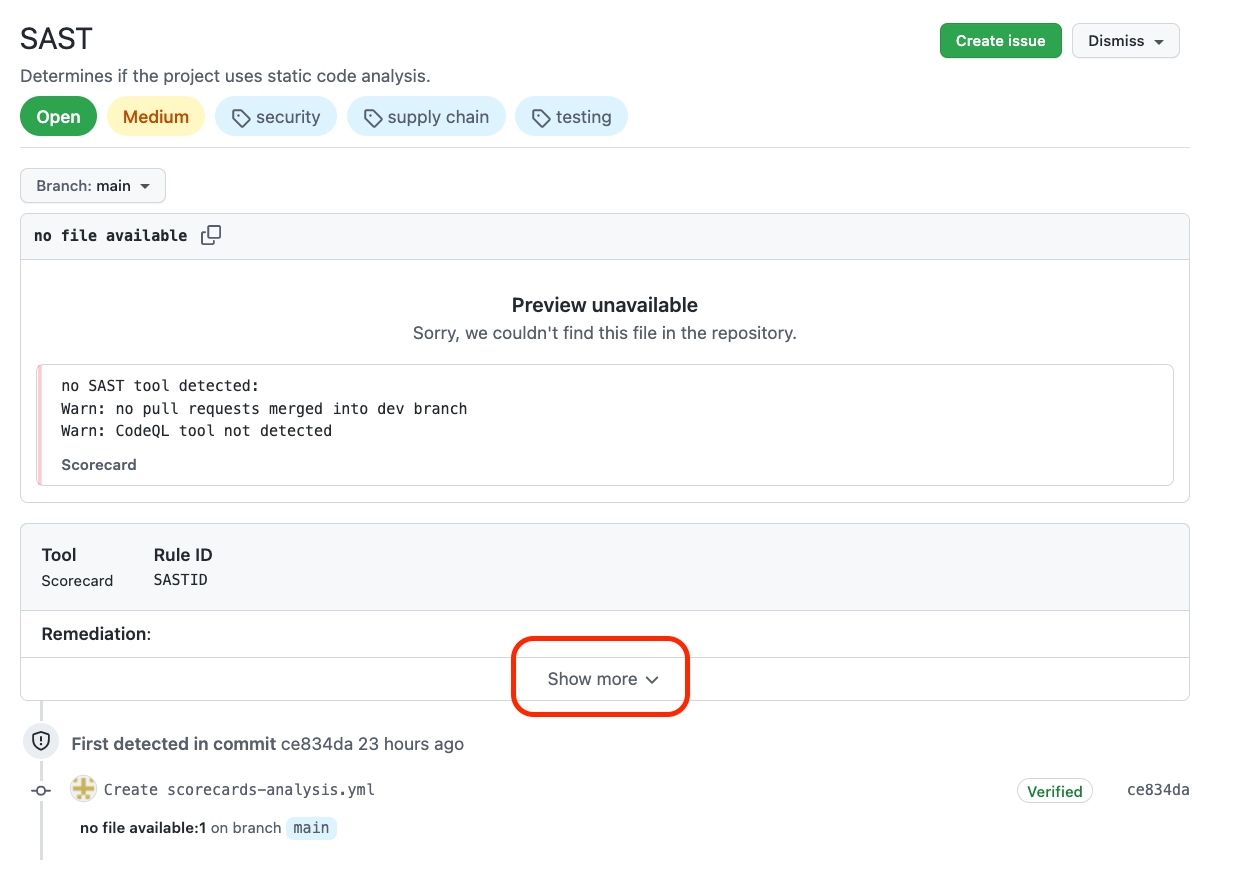 SAST
Create issue
Dismiss
Determines if the project uses static code analysis.
Open
Medium
security
supply chain
testing
Branch: main
no file available
Preview unavailable
Sorry, we couldn't find this file in the repository.
no SAST tool detected:
Warn: no pull requests merged into dev branch
Warn: CodeQL tool not detected
Scorecard
Tool Rule ID
Scorecard SASTID
Remediation:
Show more
First detected in commit ce834da 23 hours ago
Create scorecards-analysis.yml Verified ce834da
no file available:1 on branch main